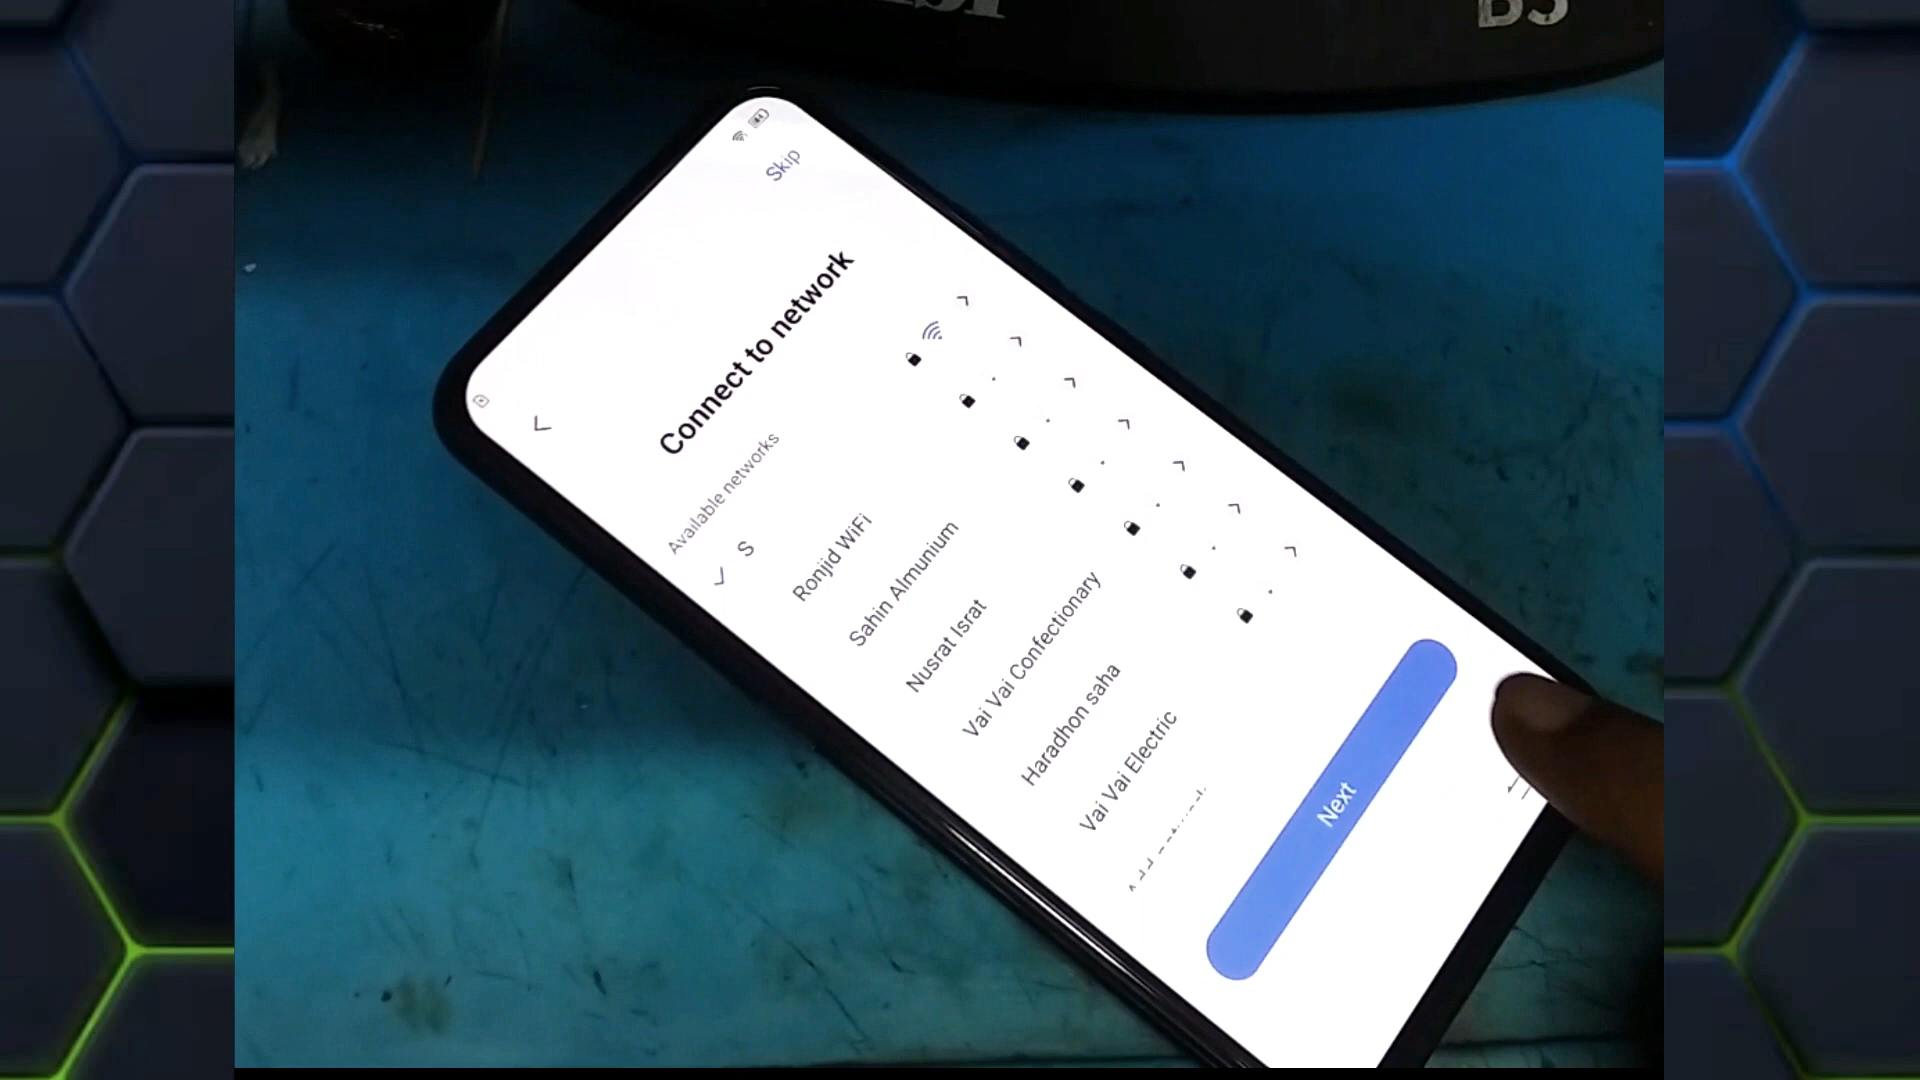 B3
Skip
Connect to network
Available networks
S
Ronjid WiFi
Sahin Almunium
Nusrat Israt
Vai Vai Confectionary
Haradhon saha
Vai Vai Electric
Next